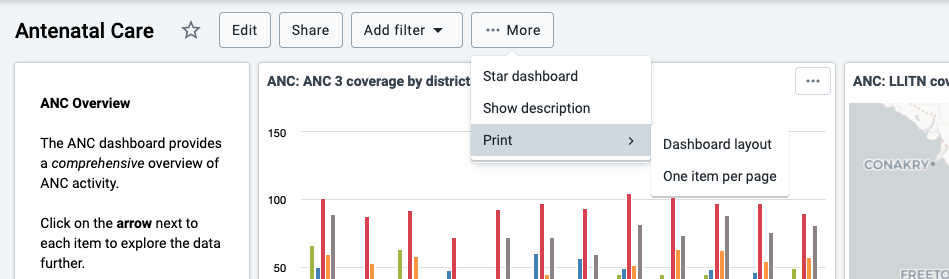 Antenatal Care
Edit
Share
Add filter
More
Star dashboard
Show description
Print
Dashboard layout
One item per page
ANC Overview
The ANC dashboard provides
a comprehensive overview of
ANC activity.
Click on the arrow next to
each item to explore the data
further.
ANC: ANC 3 coverage by district
150
100
50
ANC: LLITN
CONAKRY